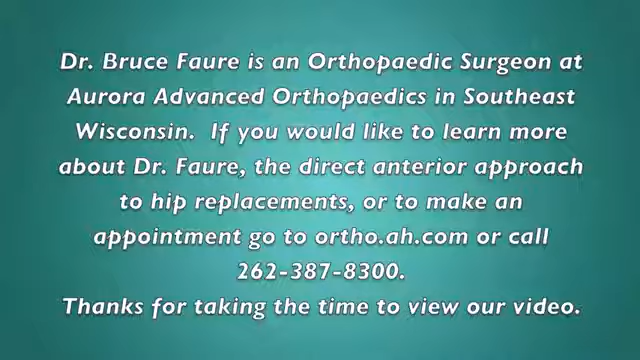 Dr. Bruce Faure is an Orthopaedic Surgeon at
Aurora Advanced Orthopaedics in Southeast
Wisconsin.  If you would like to learn more
about Dr. Faure, the direct anterior approach
to hip replacements, or to make an
appointment go to ortho.ah.com or call
262-387-8300.
Thanks for taking the time to view our video.